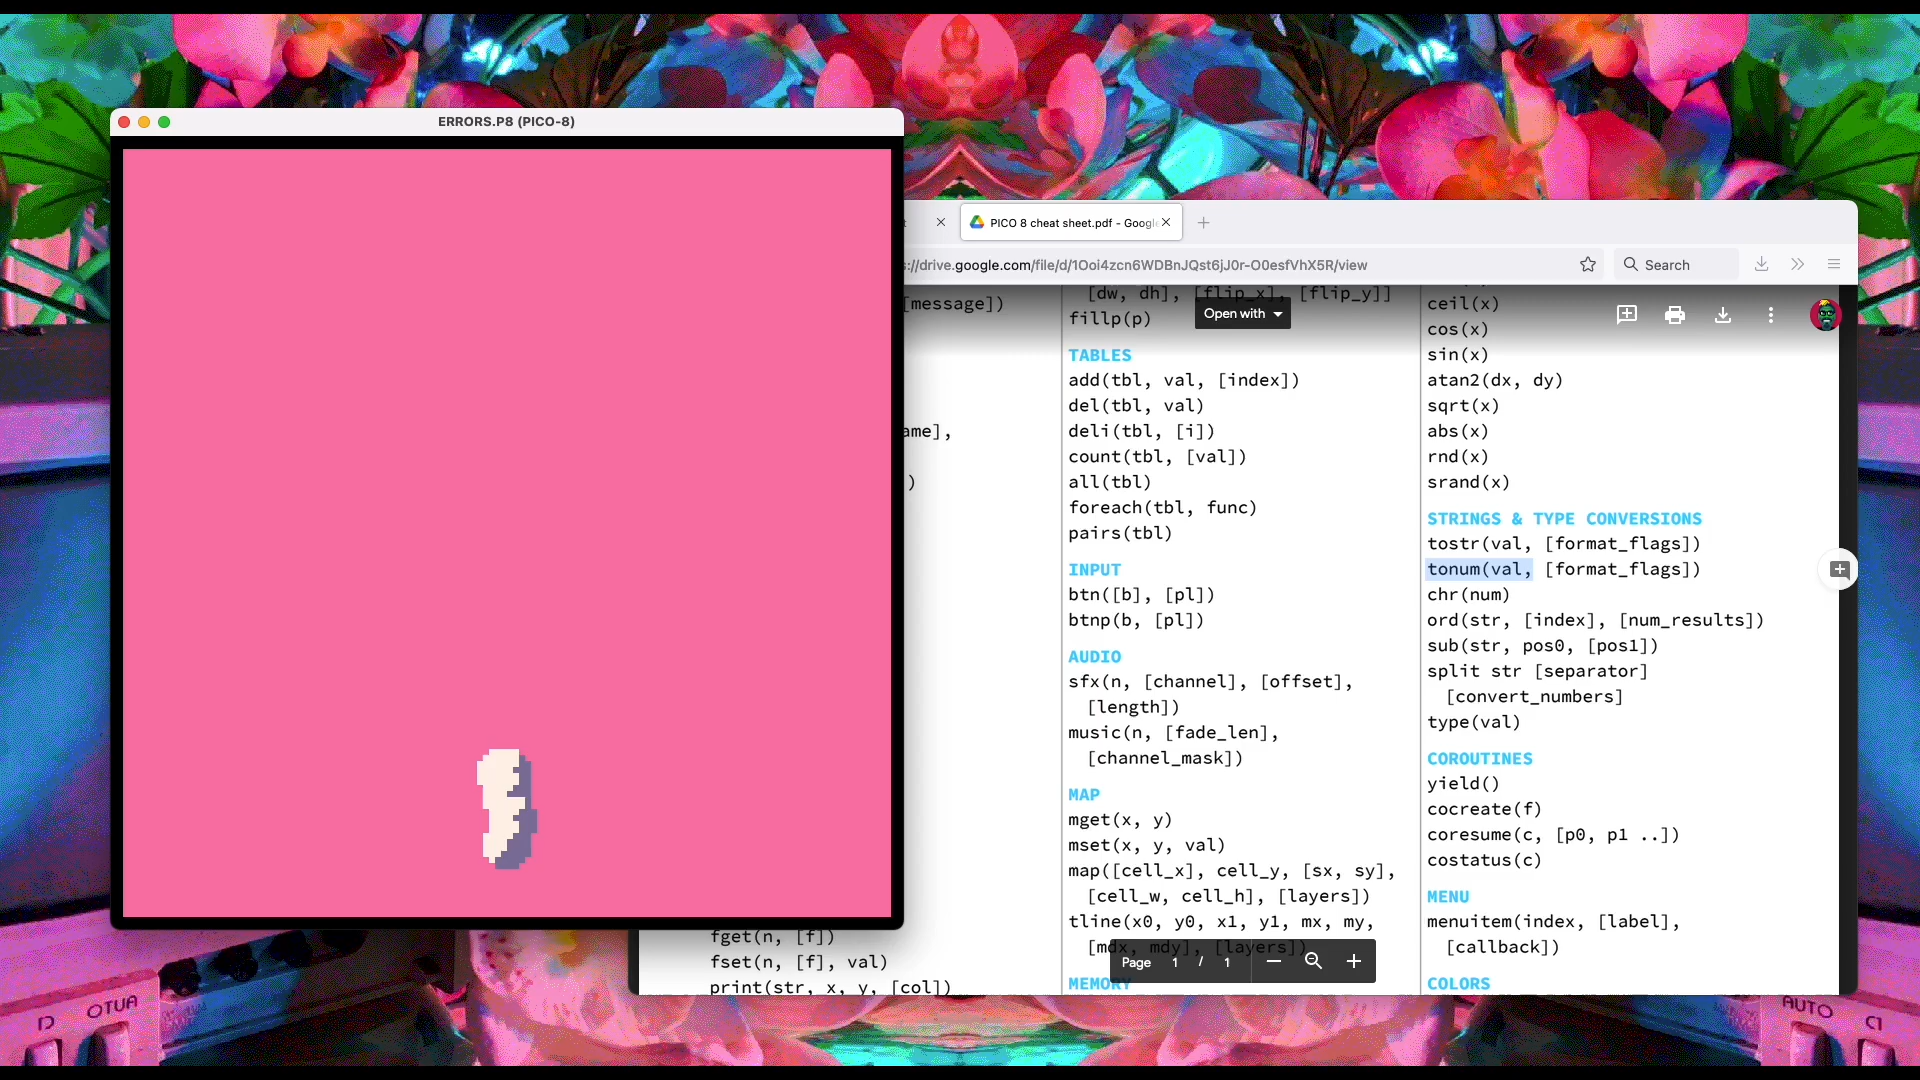 ERRORS.P8 (PICO-8)
PICO 8 cheat sheet.pdf - Google
://drive.google.com/file/d/1Ooi4zcn6WDBnJQst6jJ0r-O0esfVhX5R/view
Search
Open with
[message])
ame],
)
fget(n, [f])
fset(n, [f], val)
print(str, x, y, [col])
[dw, dh], [flip_x], [flip_y]]
fillp(p)
TABLES
add(tbl, val, [index])
del(tbl, val)
deli(tbl, [i])
count(tbl, [val])
all(tbl)
foreach(tbl, func)
pairs(tbl)
INPUT
btn([b], [pl])
btnp(b, [pl])
AUDIO
sfx(n, [channel], [offset],
[length])
music(n, [fade_len],
[channel_mask])
MAP
mget(x, y)
mset(x, y, val)
map([cell_x], cell_y, [sx, sy],
[cell_w, cell_h], [layers])
tline(x0, y0, x1, y1, mx, my,
[mdx, mdy], [layers])
MEMORY
Page 1 / 1
ceil(x)
cos(x)
sin(x)
atan2(dx, dy)
sqrt(x)
abs(x)
rnd(x)
srand(x)
STRINGS & TYPE CONVERSIONS
tostr(val, [format_flags])
tonum(val, [format_flags])
chr(num)
ord(str, [index], [num_results])
sub(str, pos0, [pos1])
split str [separator]
[convert_numbers]
type(val)
COROUTINES
yield()
cocreate(f)
coresume(c, [p0, p1 ..])
costatus(c)
MENU
menuitem(index, [label],
[callback])
COLORS
OTUA
AUTO